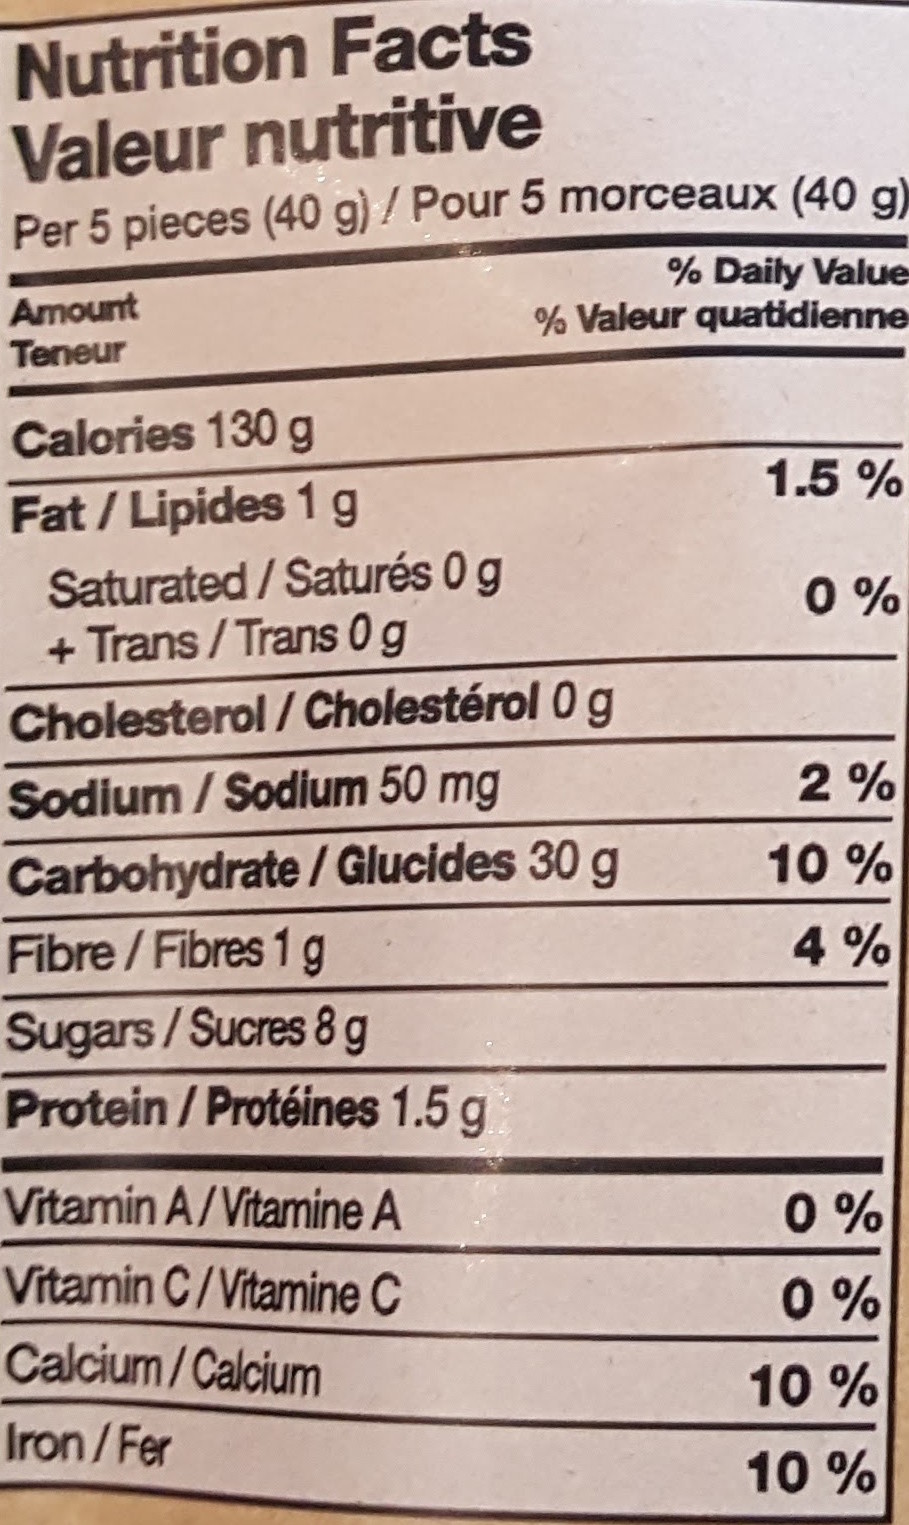 Nutrition Facts
Valeur nutritive
Per 5 pieces (40 g) / Pour 5 morceaux (40 g)
% Daily Value
Amount
% Valeur quatidienne
Teneur
Calories 130 g
Fat / Lipides 1 g 1.5 %
Saturated / Saturés 0 g
+ Trans / Trans 0 g 0 %
Cholesterol / Cholestérol 0 g
Sodium / Sodium 50 mg 2 %
Carbohydrate / Glucides 30 g 10 %
Fibre / Fibres 1 g 4 %
Sugars / Sucres 8 g
Protein / Protéines 1.5 g
Vitamin A / Vitamine A 0 %
Vitamin C / Vitamine C 0 %
Calcium / Calcium 10 %
Iron / Fer 10 %